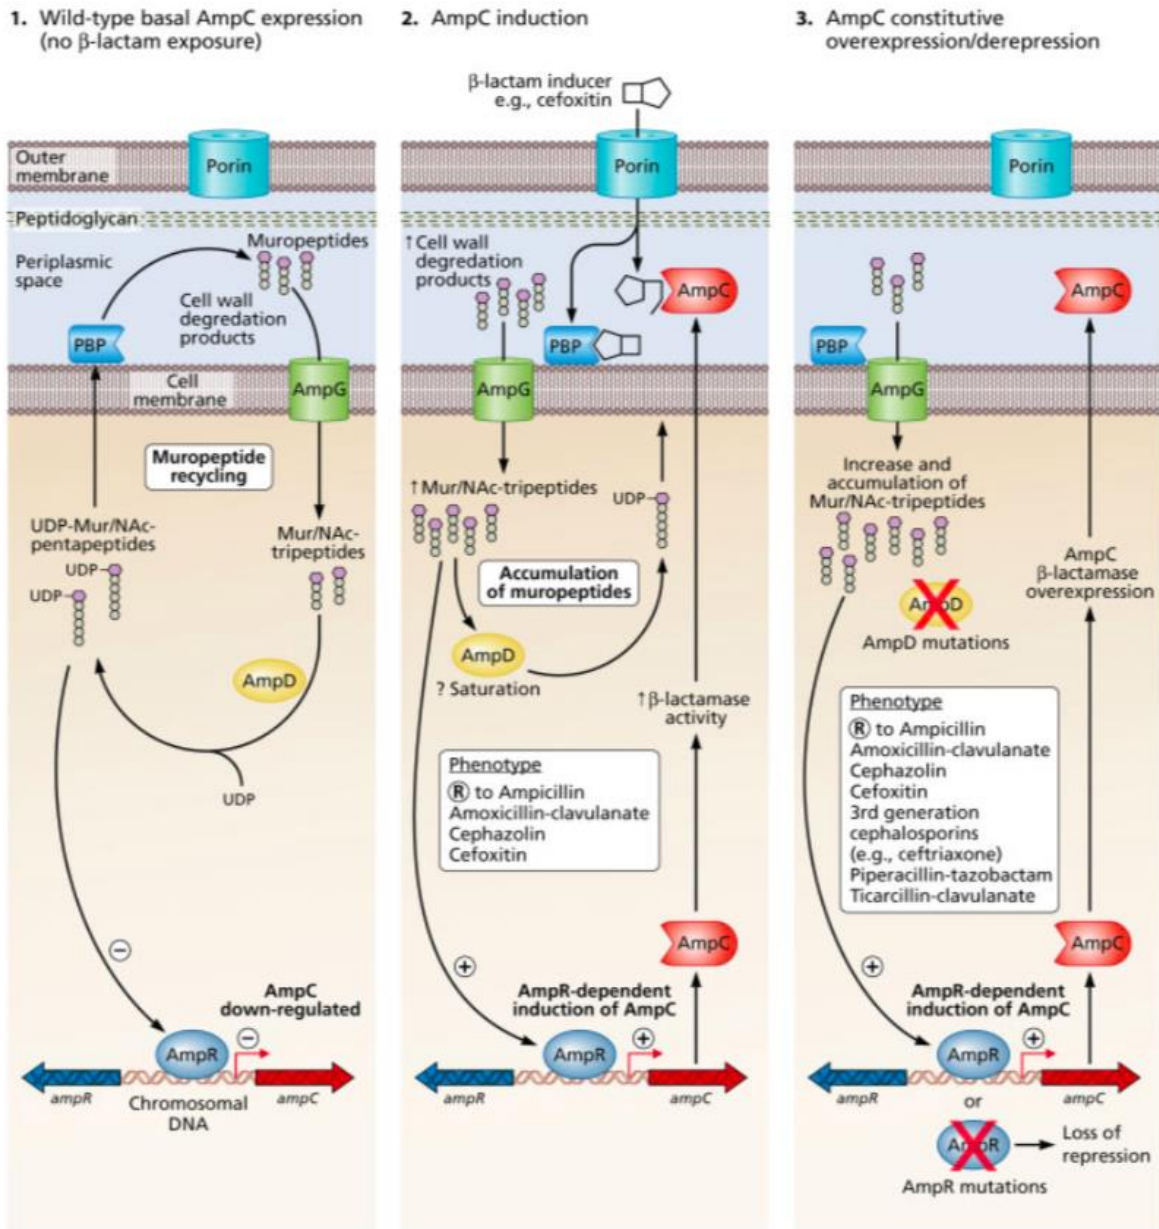 1. Wild-type basal AmpC expression
(no β-lactam exposure)
Outer
membrane
Porin
Peptidoglycan
Periplasmic
space
Muropeptides
Cell wall
degredation
products
PBP
Cell
membrane
AmpG
Muropeptide
recycling
UDP-Mur/NAc-
pentapeptides
UDP
UDP
Mur/NAc-
tripeptides
AmpD
UDP
−
AmpC
down-regulated
−
AmpR
ampR
Chromosomal
DNA
ampC
2. AmpC induction
β-lactam inducer
e.g., cefoxitin
Porin
↑Cell wall
degredation
products
AmpC
PBP
AmpG
↑Mur/NAc-tripeptides
UDP
Accumulation
of muropeptides
AmpD
? Saturation
↑β-lactamase
activity
Phenotype
Ⓡ to Ampicillin
Amoxicillin-clavulanate
Cephazolin
Cefoxitin
AmpC
+
AmpR-dependent
induction of AmpC
+
AmpR
ampR
ampC
3. AmpC constitutive
overexpression/derepression
Porin
AmpC
PBP
AmpG
Increase and
accumulation of
Mur/NAc-tripeptides
AmpD
AmpD mutations
AmpC
β-lactamase
overexpression
Phenotype
Ⓡ to Ampicillin
Amoxicillin-clavulanate
Cephazolin
Cefoxitin
3rd generation
cephalosporins
(e.g., ceftriaxone)
Piperacillin-tazobactam
Ticarcillin-clavulanate
AmpC
+
AmpR-dependent
induction of AmpC
+
AmpR
ampR
or
ampC
AmpR
Loss of
repression
AmpR mutations